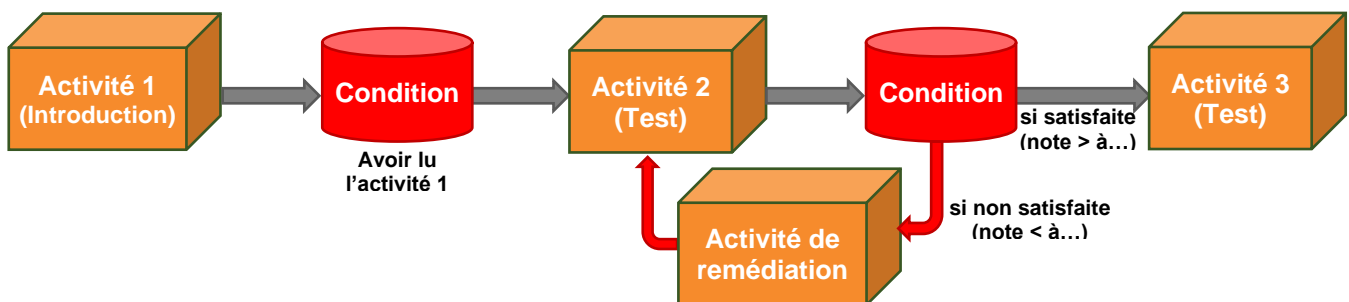 Activité 1
(Introduction)
Condition
Avoir lu
l’activité 1
Activité 2
(Test)
Condition
si satisfaite
(note > à…)
Activité 3
(Test)
si non satisfaite
(note < à…)
Activité de
remédiation